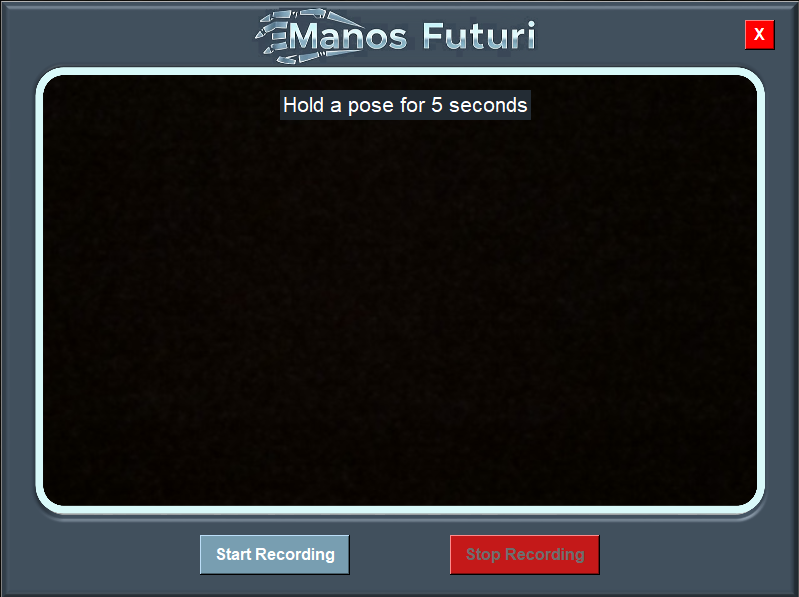 Manos Futuri
X
Hold a pose for 5 seconds
Start Recording
Stop Recording